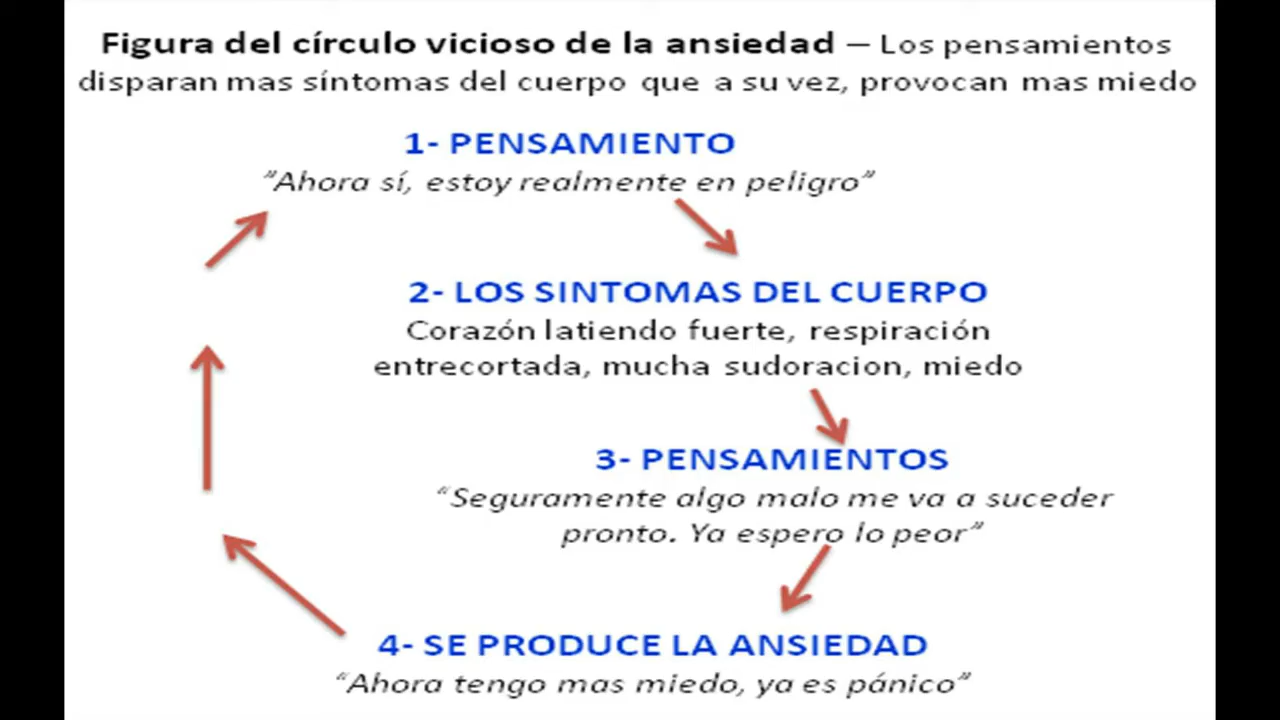 Figura del círculo vicioso de la ansiedad — Los pensamientos
disparan mas síntomas del cuerpo que a su vez, provocan mas miedo
1- PENSAMIENTO
"Ahora sí, estoy realmente en peligro”
2- LOS SINTOMAS DEL CUERPO
Corazón latiendo fuerte, respiración
entrecortada, mucha sudoracion, miedo
3- PENSAMIENTOS
“Seguramente algo malo me va a suceder
pronto. Ya espero lo peor”
4- SE PRODUCE LA ANSIEDAD
“Ahora tengo mas miedo, ya es pánico”